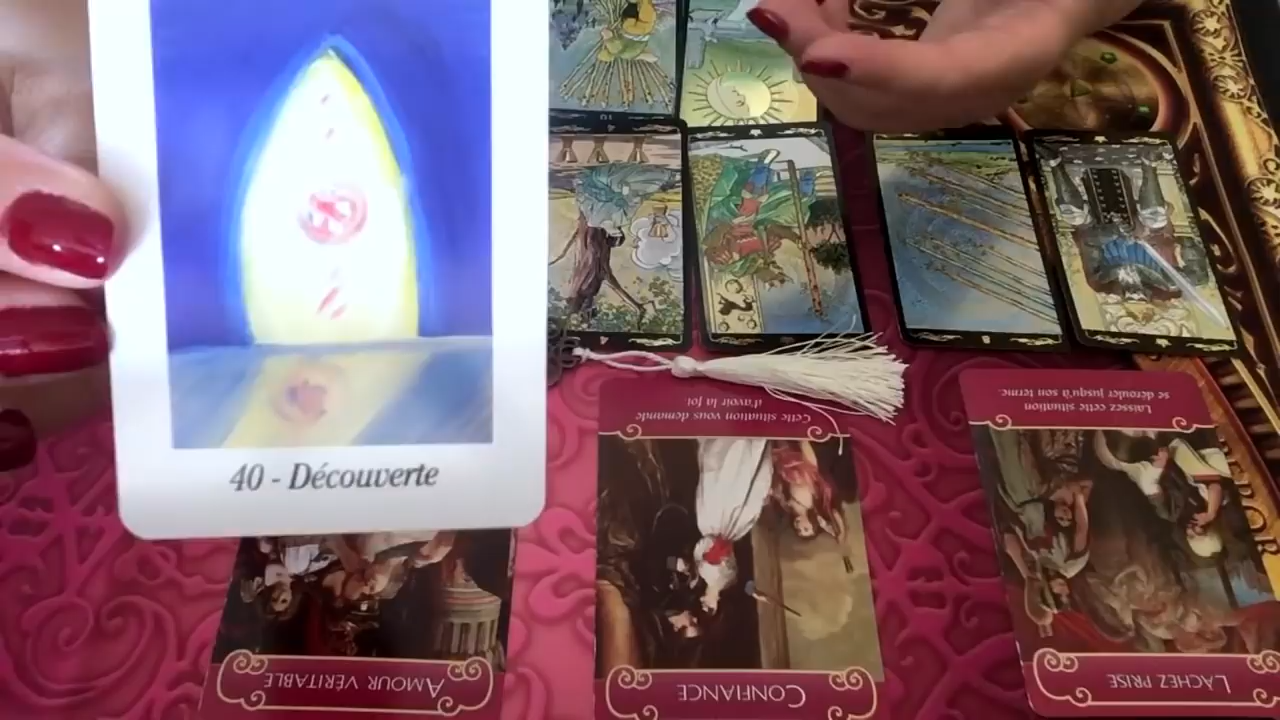 40 - Découverte
Cette situation vous demande
d'avoir la foi.
Laissez cette situation
se dérouler jusqu'à son terme.
AMOUR VÉRITABLE
CONFIANCE
LÂCHEZ PRISE